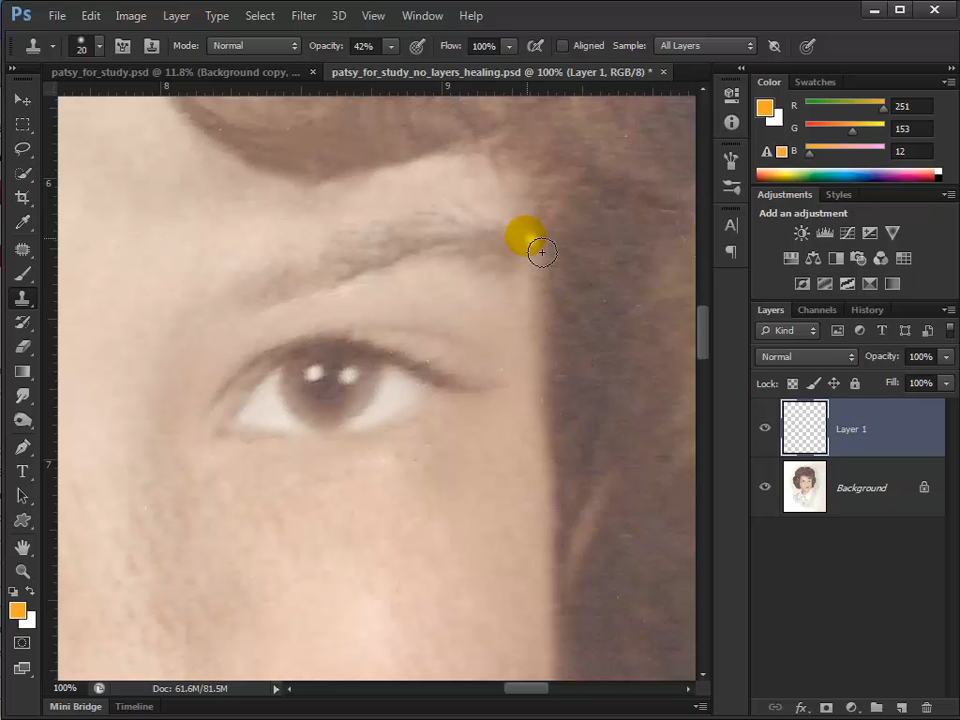 Ps File Edit Image Layer Type Select Filter 3D View Window Help
20 Mode: Normal Opacity: 42% Flow: 100% Aligned Sample: All Layers
patsy_for_study.psd @ 11.8% (Background copy, ... × patsy_for_study_no_layers_healing.psd @ 100% (Layer 1, RGB/8) * ×
8 9
6
7
Color Swatches
R 251
G 153
B 12
Adjustments Styles
Add an adjustment
Layers Channels History
Kind
Normal Opacity: 100%
Lock: Fill: 100%
Layer 1
Background
100% Doc: 61.6M/81.5M
Mini Bridge Timeline